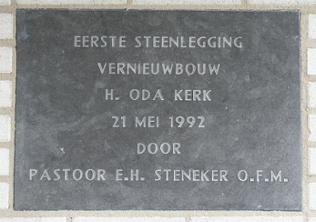 EERSTE STEENLEGGING
VERNIEUWBOUW
H. ODA KERK
21 MEI 1992
DOOR
PASTOOR E.H. STENEKER O.F.M.